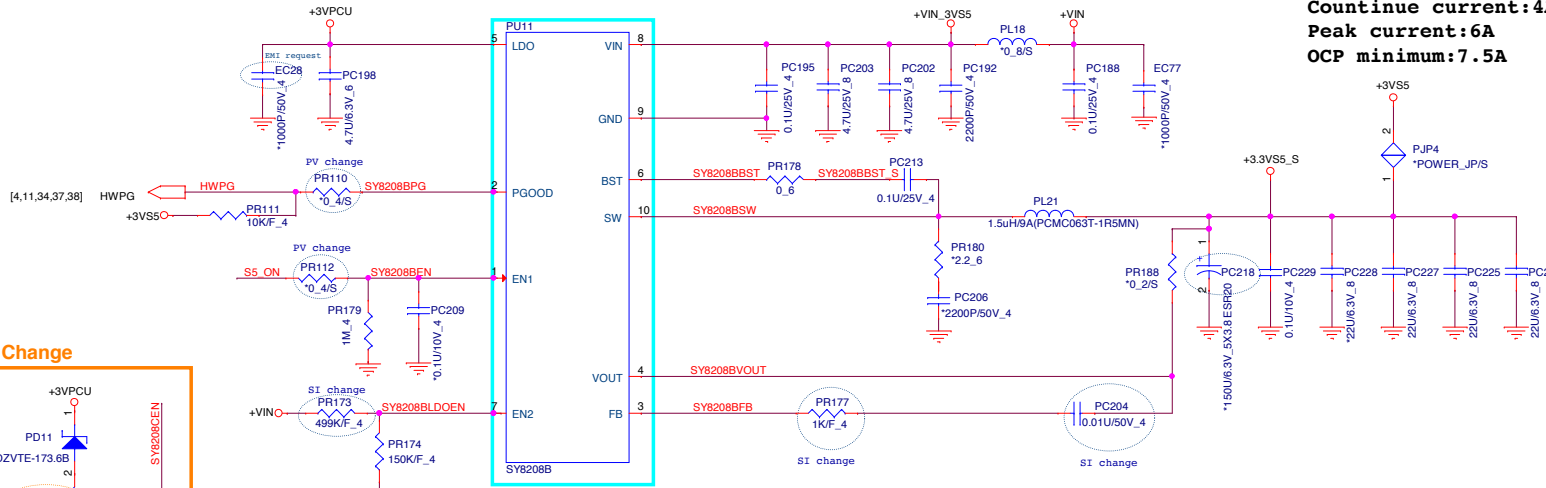 Countinue current:4
Peak current:6A
OCP minimum:7.5A
+3VPCU
PU11
+VIN_3VS5
+VIN
PL18
*0_8/S
5
LDO
VIN
8
EMI request
EC28
*1000P/50V_4
PC198
4.7U/6.3V_6
PC195
0.1U/25V_4
PC203
4.7U/25V_8
PC202
4.7U/25V_8
PC192
2200P/50V_4
PC188
0.1U/25V_4
EC77
*1000P/50V_4
GND
9
+3VS5
2
PJP4
*POWER_JP/S
1
PV change
PR110
*0_4/S
[4,11,34,37,38]
HWPG
HWPG
SY8208BPG
2
PGOOD
+3VS5
PR111
10K/F_4
BST
6
SY8208BBST
PR178
0_6
SY8208BBST_S
PC213
0.1U/25V_4
+3.3VS5_S
SW
10
SY8208BSW
PL21
1.5uH/9A(PCMC063T-1R5MN)
PV change
S5_ON
PR112
*0_4/S
SY8208BEN
1
EN1
PR179
1M_4
PC209
*0.1U/10V_4
PR180
*2.2_6
PC206
*2200P/50V_4
PR188
*0_2/S
1
+
2
PC218
*150U/6.3V_5X3.8 ESR20
PC229
0.1U/10V_4
PC228
*22U/6.3V_8
PC227
22U/6.3V_8
PC225
22U/6.3V_8
22U/6.3V_8
Change
+3VPCU
1
PD11
2
SY8208CEN
VOUT
4
SY8208BVOUT
SI change
+VIN
PR173
499K/F_4
SY8208BLDOEN
7
EN2
FB
3
SY8208BFB
PR177
1K/F_4
SI change
PC204
0.01U/50V_4
SI change
PR174
150K/F_4
SY8208B